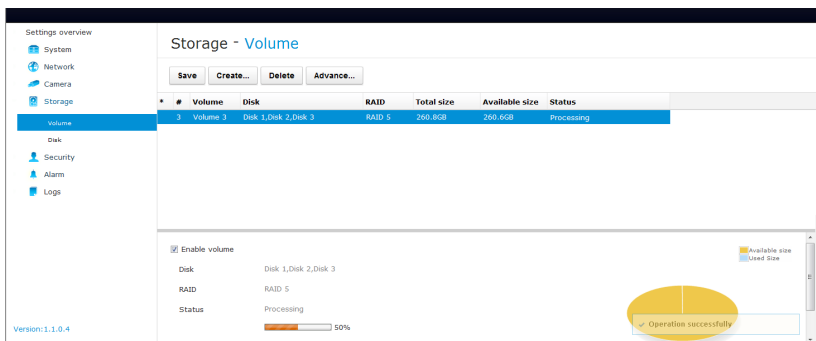 Settings overview
System
Network
Camera
Storage
Volume
Disk
Security
Alarm
Logs
Version:1.1.0.4
Storage - Volume
Save Create... Delete Advance...
* # Volume Disk RAID Total size Available size Status
3 Volume 3 Disk 1,Disk 2,Disk 3 RAID 5 260.8GB 260.6GB Processing
Enable volume
Disk Disk 1,Disk 2,Disk 3
RAID RAID 5
Status Processing
50%
Available size
Used Size
Operation successfully